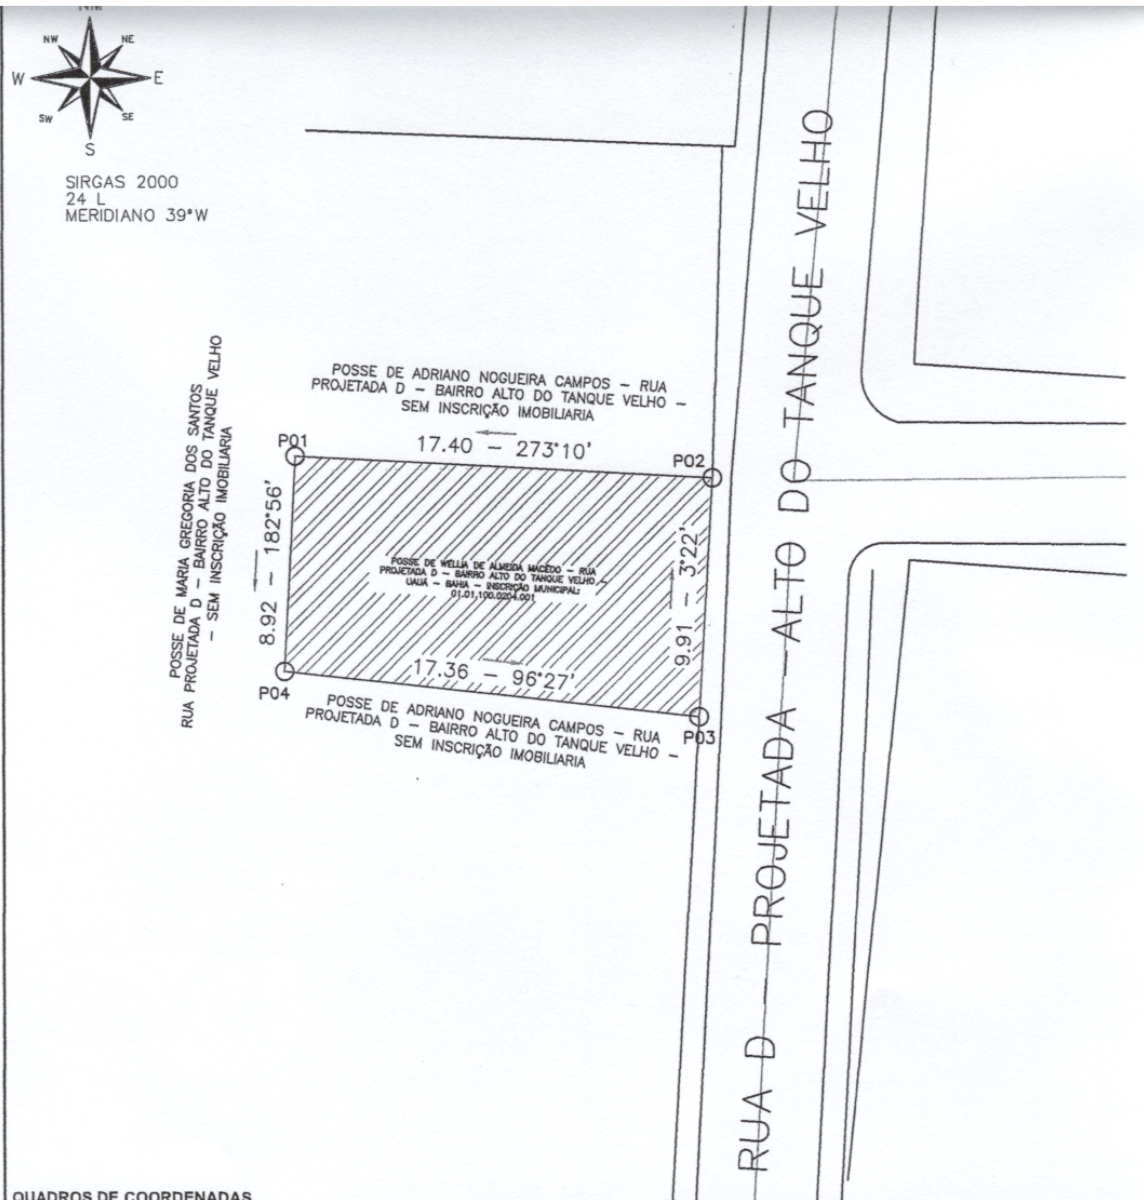 NW
NE
W
E
SW
SE
S
SIRGAS 2000
24 L
MERIDIANO 39°W
RUA D - PROJETADA - ALTO DO TANQUE VELHO
POSSE DE ADRIANO NOGUEIRA CAMPOS - RUA
PROJETADA D - BAIRRO ALTO DO TANQUE VELHO -
SEM INSCRIÇÃO IMOBILIARIA
POSSE DE MARIA GREGORIA DOS SANTOS
RUA PROJETADA D - BAIRRO ALTO DO TANQUE VELHO
- SEM INSCRIÇÃO IMOBILIARIA
P01
17.40 - 273°10'
P02
8.92 - 182°56'
POSSE DE WELLIA DE ALMEIDA MACÊDO - RUA
PROJETADA D - BAIRRO ALTO DO TANQUE VELHO -
UAUÁ - BAHIA - INSCRIÇÃO MUNICIPAL:
01.01.100.0204.001
9.91 - 3°22'
17.36 - 96°27'
P04
P03
POSSE DE ADRIANO NOGUEIRA CAMPOS - RUA
PROJETADA D - BAIRRO ALTO DO TANQUE VELHO -
SEM INSCRIÇÃO IMOBILIARIA
QUADROS DE COORDENADAS